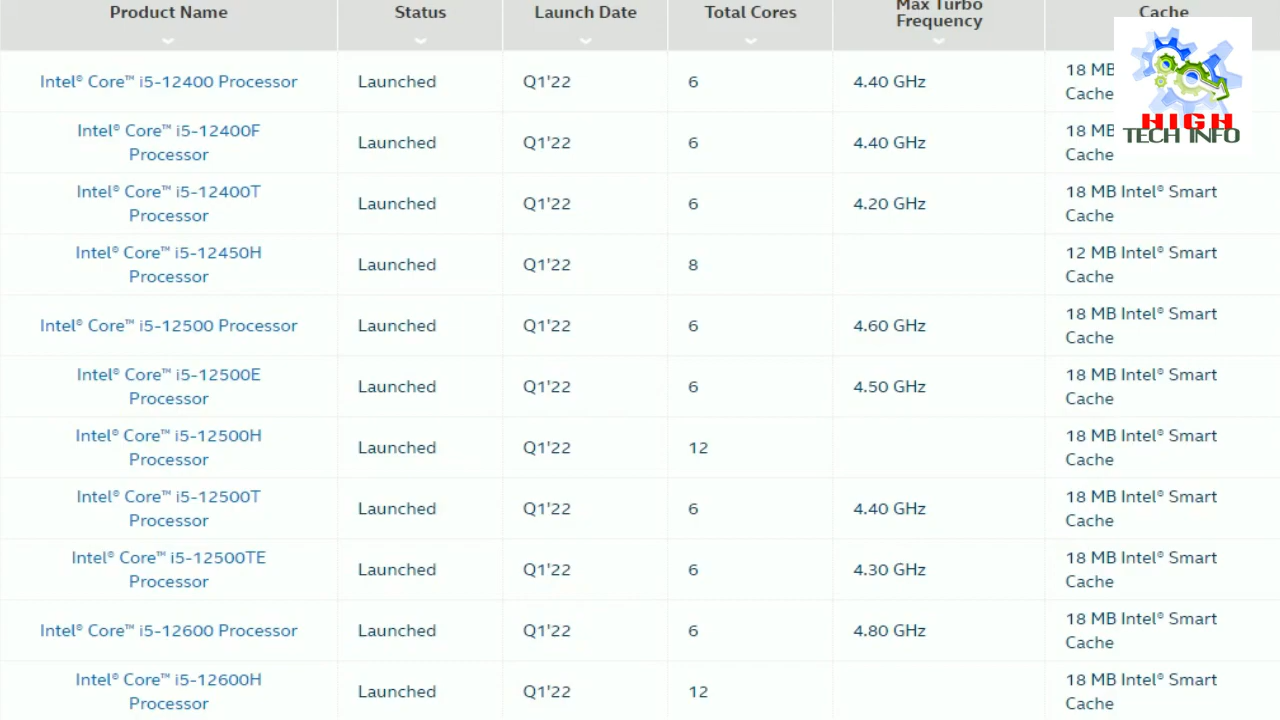 Product Name Status Launch Date Total Cores Max Turbo
Frequency Cache
Intel® Core™ i5-12400 Processor Launched Q1'22 6 4.40 GHz 18 MB
Cache
Intel® Core™ i5-12400F
Processor Launched Q1'22 6 4.40 GHz 18 MB
Cache
Intel® Core™ i5-12400T
Processor Launched Q1'22 6 4.20 GHz 18 MB Intel® Smart
Cache
Intel® Core™ i5-12450H
Processor Launched Q1'22 8 12 MB Intel® Smart
Cache
Intel® Core™ i5-12500 Processor Launched Q1'22 6 4.60 GHz 18 MB Intel® Smart
Cache
Intel® Core™ i5-12500E
Processor Launched Q1'22 6 4.50 GHz 18 MB Intel® Smart
Cache
Intel® Core™ i5-12500H
Processor Launched Q1'22 12 18 MB Intel® Smart
Cache
Intel® Core™ i5-12500T
Processor Launched Q1'22 6 4.40 GHz 18 MB Intel® Smart
Cache
Intel® Core™ i5-12500TE
Processor Launched Q1'22 6 4.30 GHz 18 MB Intel® Smart
Cache
Intel® Core™ i5-12600 Processor Launched Q1'22 6 4.80 GHz 18 MB Intel® Smart
Cache
Intel® Core™ i5-12600H
Processor Launched Q1'22 12 18 MB Intel® Smart
Cache
HIGH
TECH INFO